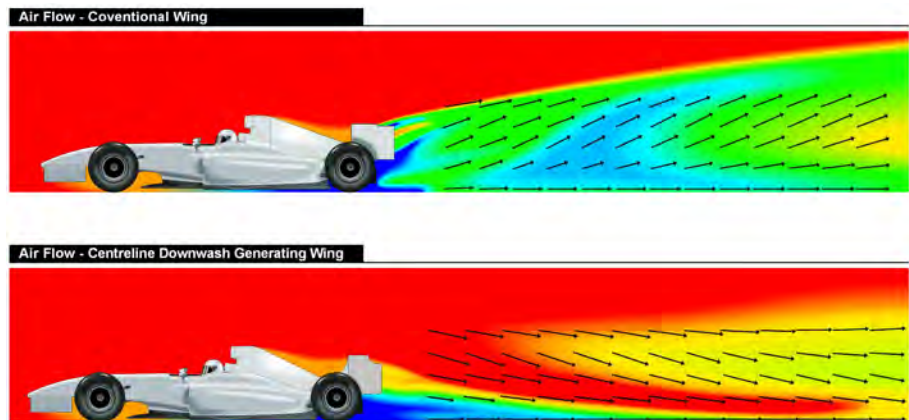 Air Flow - Coventional Wing
Air Flow - Centreline Downwash Generating Wing